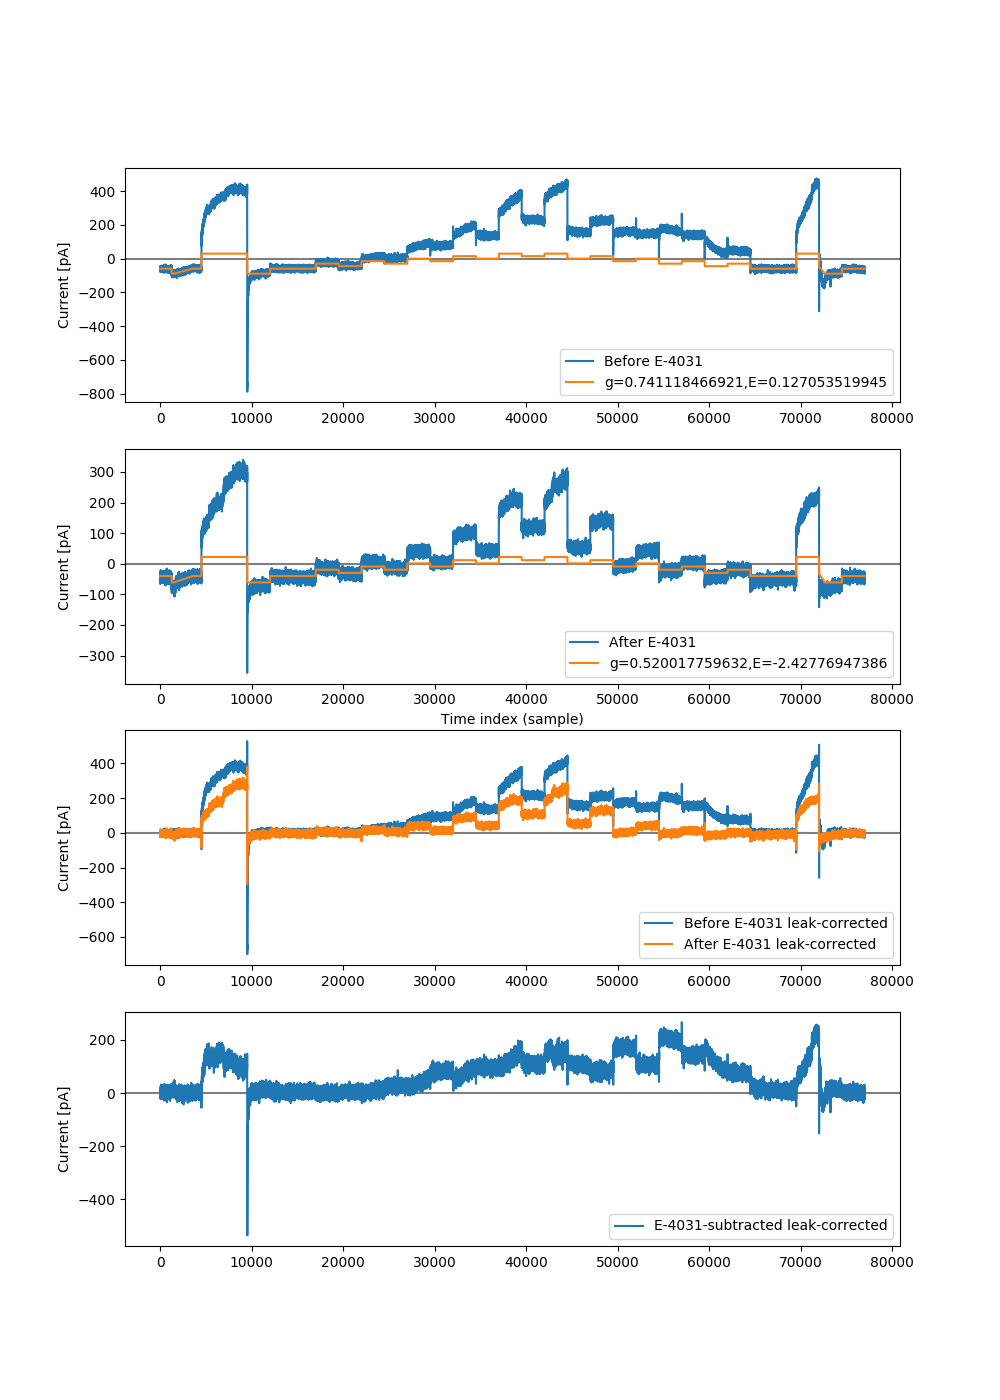 400
200
0
−200
−400
−600
−800
Current [pA]
Before E-4031
g=0.741118466921,E=0.127053519945
0 10000 20000 30000 40000 50000 60000 70000 80000
300
200
100
0
−100
−200
−300
Current [pA]
After E-4031
g=0.520017759632,E=-2.42776947386
0 10000 20000 30000 40000 50000 60000 70000 80000
Time index (sample)
400
200
0
−200
−400
−600
Current [pA]
Before E-4031 leak-corrected
After E-4031 leak-corrected
0 10000 20000 30000 40000 50000 60000 70000 80000
200
0
−200
−400
Current [pA]
E-4031-subtracted leak-corrected
0 10000 20000 30000 40000 50000 60000 70000 80000